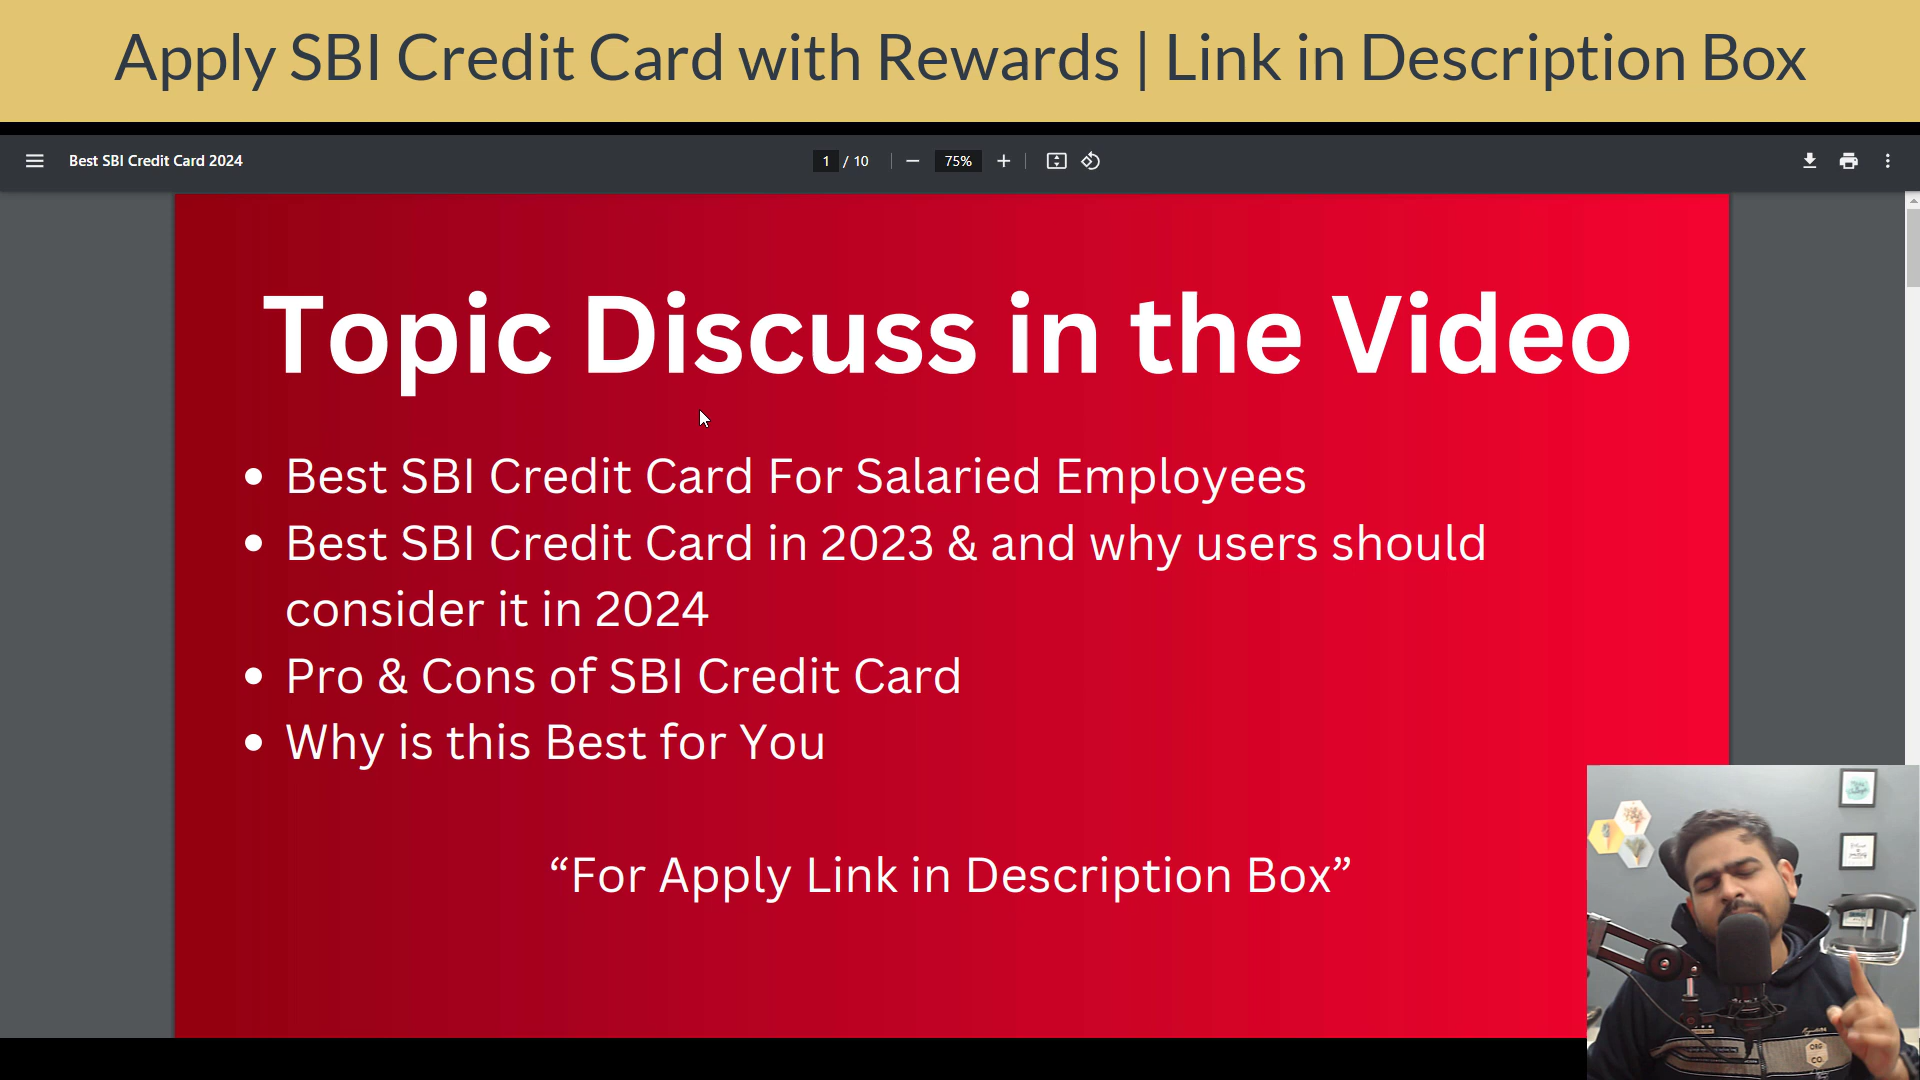 Apply SBI Credit Card with Rewards | Link in Description Box
Best SBI Credit Card 2024
1 / 10
75%
Topic Discuss in the Video
• Best SBI Credit Card For Salaried Employees
• Best SBI Credit Card in 2023 & and why users should
consider it in 2024
• Pro & Cons of SBI Credit Card
• Why is this Best for You
“For Apply Link in Description Box”
ORG
CO.